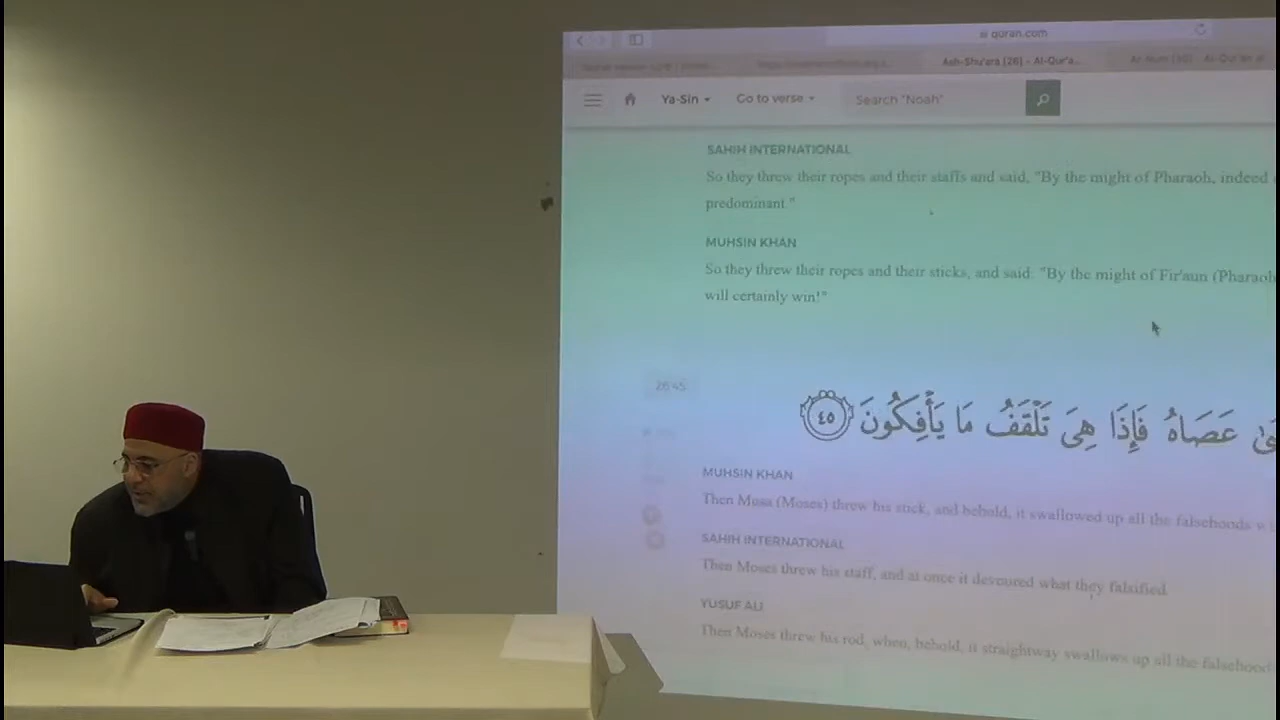 quran.com
Ash-Shu'ara [26] - Al-Qur'a...
Ya-Sin Go to verse Search "Noah"
SAHIH INTERNATIONAL
So they threw their ropes and their staffs and said, "By the might of Pharaoh, indeed
predominant."
MUHSIN KHAN
So they threw their ropes and their sticks, and said: "By the might of Fir'aun (Pharaoh
will certainly win!"
26:45
عَصَاهُ فَإِذَا هِىَ تَلْقَفُ مَا يَأْفِكُونَ ٤٥
MUHSIN KHAN
Then Musa (Moses) threw his stick, and behold, it swallowed up all the falsehoods
SAHIH INTERNATIONAL
Then Moses threw his staff, and at once it devoured what they falsified.
YUSUF ALI
Then Moses threw his rod, when, behold, it straightway swallows up all the falsehoods